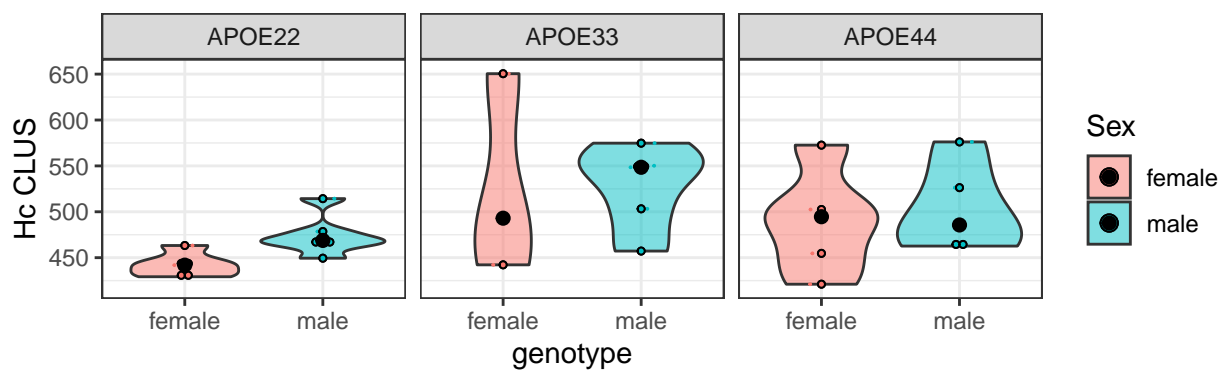 APOE22 APOE33 APOE44
Hc CLUS
650
600
550
500
450
female male female male female male
genotype
Sex
female
male